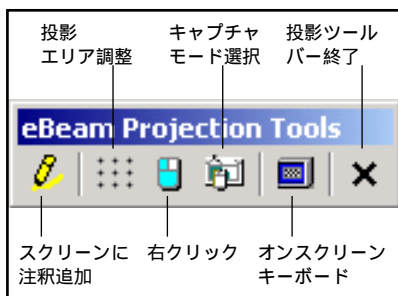 投影
エリア調整
キャプチャ
モード選択
投影ツール
バー終了
eBeam Projection Tools
スクリーンに
注釈追加
右クリック
オンスクリーン
キーボード